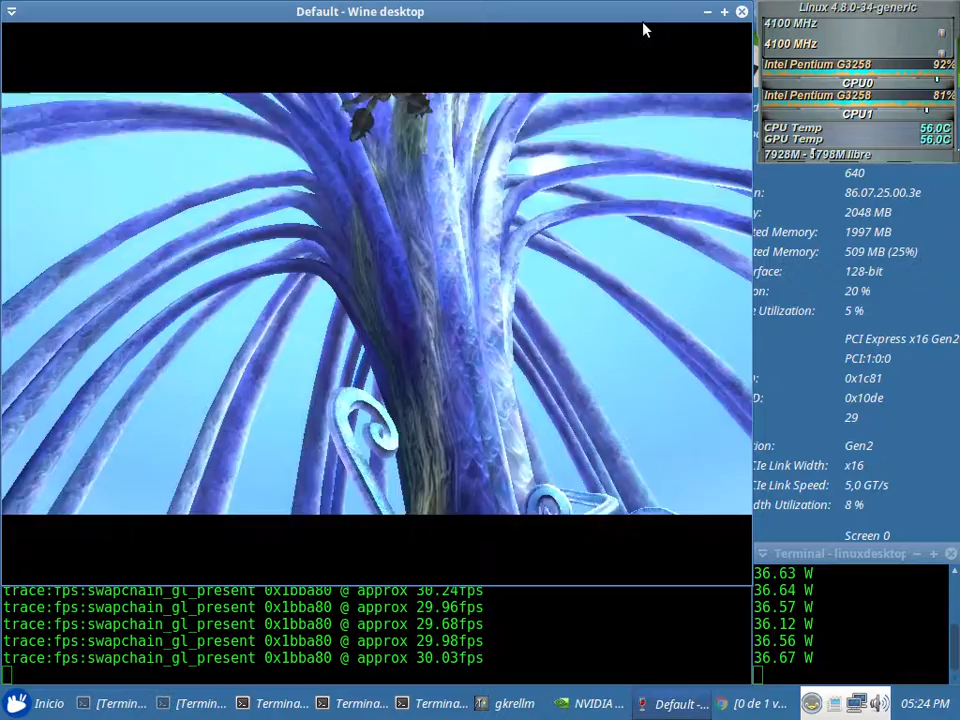 Default - Wine desktop
Linux 4.8.0-34-generic
4100 MHz
4100 MHz
Intel Pentium G3258 92%
CPU0
Intel Pentium G3258 81%
CPU1
CPU Temp 56.0C
GPU Temp 56.0C
7928M - 5798M libre
640
n: 86.07.25.00.3e
y: 2048 MB
ted Memory: 1997 MB
ted Memory: 509 MB (25%)
rface: 128-bit
on: 20 %
e Utilization: 5 %
PCI Express x16 Gen2
PCI:1:0:0
D: 0x1c81
D: 0x10de
29
tion: Gen2
CIe Link Width: x16
CIe Link Speed: 5,0 GT/s
dth Utilization: 8 %
Screen 0
Terminal - linuxdesktop
trace:fps:swapchain_gl_present 0x1bba80 @ approx 30.24fps
trace:fps:swapchain_gl_present 0x1bba80 @ approx 29.96fps
trace:fps:swapchain_gl_present 0x1bba80 @ approx 29.68fps
trace:fps:swapchain_gl_present 0x1bba80 @ approx 29.98fps
trace:fps:swapchain_gl_present 0x1bba80 @ approx 30.03fps
36.63 W
36.64 W
36.57 W
36.12 W
36.56 W
36.67 W
Inicio [Termin... [Termin... Termina... Termina... Termina... gkrellm NVIDIA ... Default -... [0 de 1 v... 05:24 PM